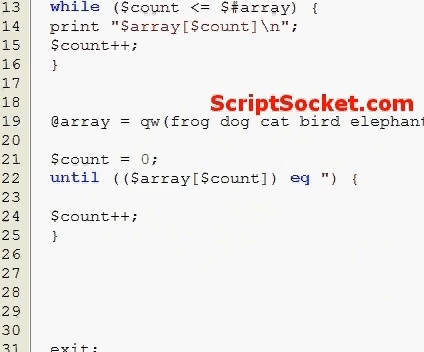 13 while ($count <= $#array) {
14 print "$array[$count]\n";
15 $count++;
16 }
17
18
ScriptSocket.com
19 @array = qw(frog dog cat bird elephant
20
21 $count = 0;
22 until (($array[$count]) eq ") {
23
24 $count++;
25 }
26
27
28
29
30
31 exit;